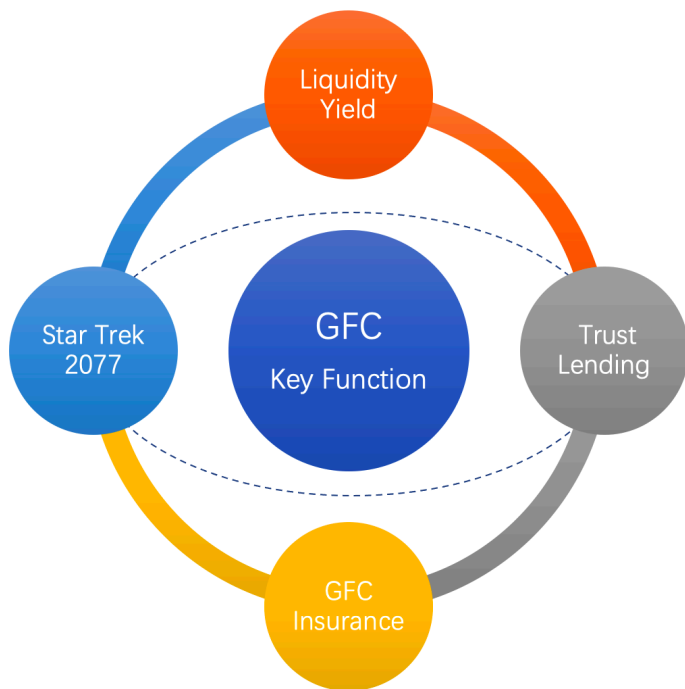 Liquidity
Yield
Star Trek
2077
GFC
Key Function
Trust
Lending
GFC
Insurance